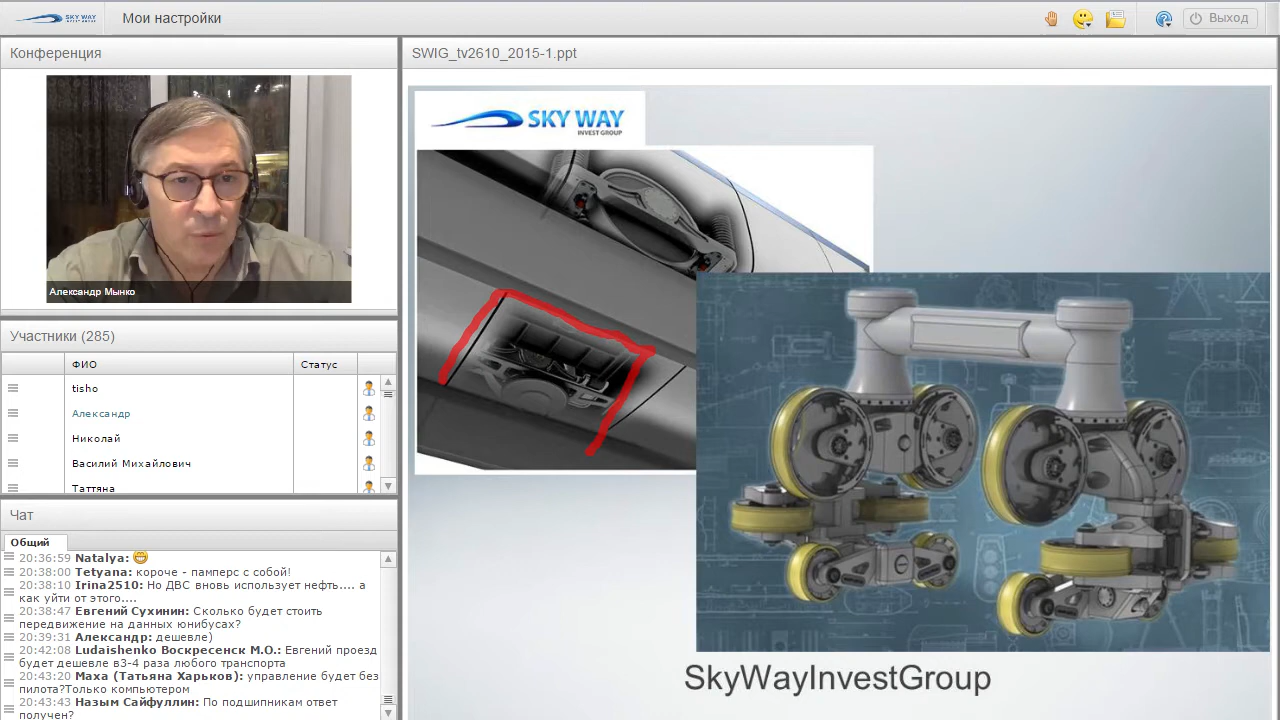 SKY WAY
INVEST GROUP
Мои настройки
Выход
Конференция
Александр Мынко
Участники (285)
ФИО
Статус
tisho
Александр
Николай
Василий Михайлович
Таттяна
Чат
Общий
20:36:59 Natalya:
20:38:00 Tetyana: короче - памперс с собой!
20:38:10 Irina2510: Но ДВС вновь использует нефть.... а
как уйти от этого....
20:38:47 Евгений Сухинин: Сколько будет стоить
передвижение на данных юнибусах?
20:39:31 Александр: дешевле)
20:42:08 Ludaishenko Воскресенск М.О.: Евгений проезд
будет дешевле в3-4 раза любого транспорта
20:43:20 Маха (Татьяна Харьков): управление будет без
пилота?Только компьютером
20:43:43 Назым Сайфуллин: По подшипникам ответ
получен?
SWIG_tv2610_2015-1.ppt
SKY WAY
INVEST GROUP
SkyWayInvestGroup